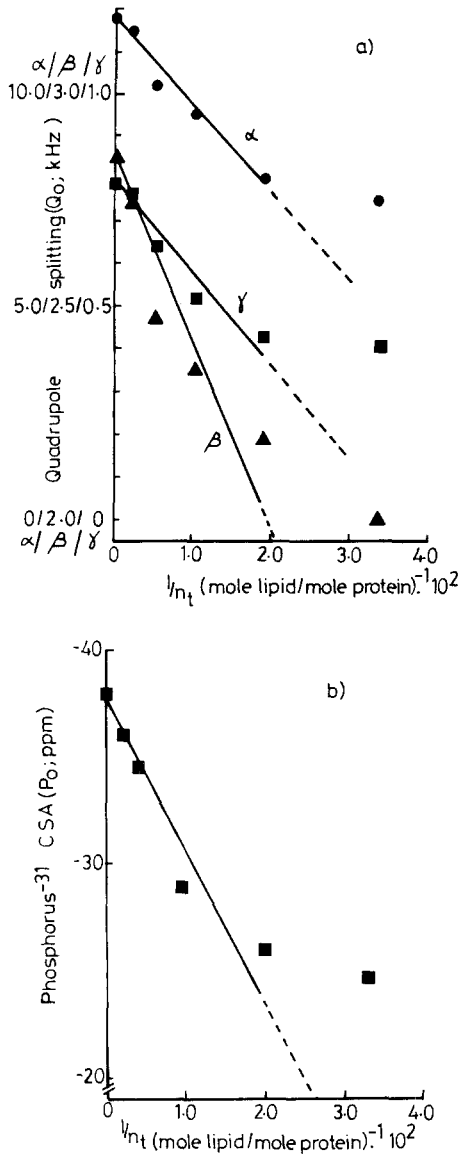 a)
α/β/γ
10.0/3.0/1.0
α
5.0/2.5/0.5
γ
β
0/2.0/0
α/β/γ
Quadrupole splitting (Q₀; kHz)
0 1.0 2.0 3.0 4.0
1/nt (mole lipid/mole protein)⁻¹ 10²
b)
-40
-30
-20
Phosphorus-31 CSA (P₀; ppm)
0 1.0 2.0 3.0 4.0
1/nt (mole lipid/mole protein)⁻¹ 10²